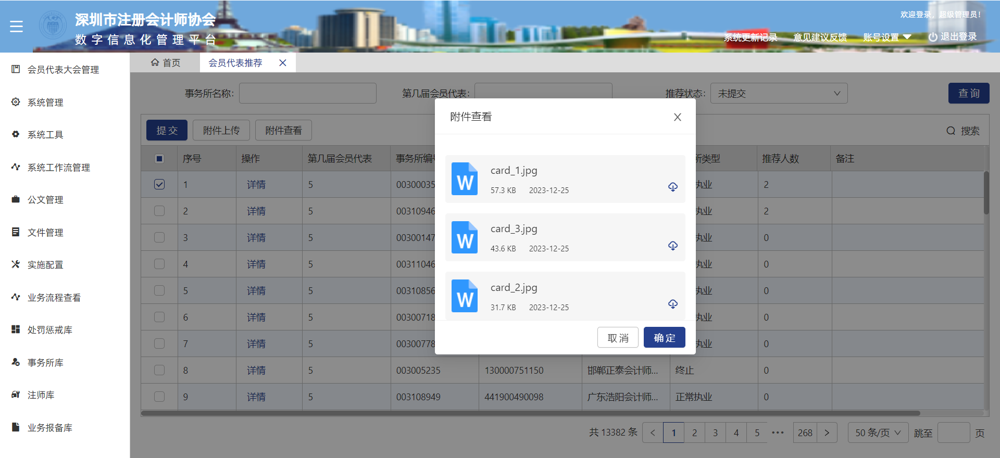 深圳市注册会计师协会
数字信息化管理平台
欢迎登录，超级管理员！
系统更新记录 意见建议反馈 账号设置 退出登录
首页 会员代表推荐
会员代表大会管理
系统管理
系统工具
系统工作流管理
公文管理
文件管理
实施配置
业务流程查看
处罚惩戒库
事务所库
注师库
业务报备库
事务所名称: 第几届会员代表: 推荐状态: 未提交 查询
提交 附件上传 附件查看 搜索
序号 操作 第几届会员代表 事务所编 所类型 推荐人数 备注
1 详情 5 00300035 执业 2
2 详情 5 00310946 执业 2
3 详情 5 00300147 执业 0
4 详情 5 00311046 执业 0
5 详情 5 00310856 执业 0
6 详情 5 00300718 执业 0
7 详情 5 00300778 执业 0
8 详情 5 003005235 130000751150 邯郸正泰会计师... 终止 0
9 详情 5 003108949 441900490098 广东浩阳会计师... 正常执业 0
共 13382 条 1 2 3 4 5 ••• 268 50 条/页 跳至 页
附件查看
card_1.jpg
57.3 KB 2023-12-25
card_3.jpg
43.6 KB 2023-12-25
card_2.jpg
31.7 KB 2023-12-25
取消 确定